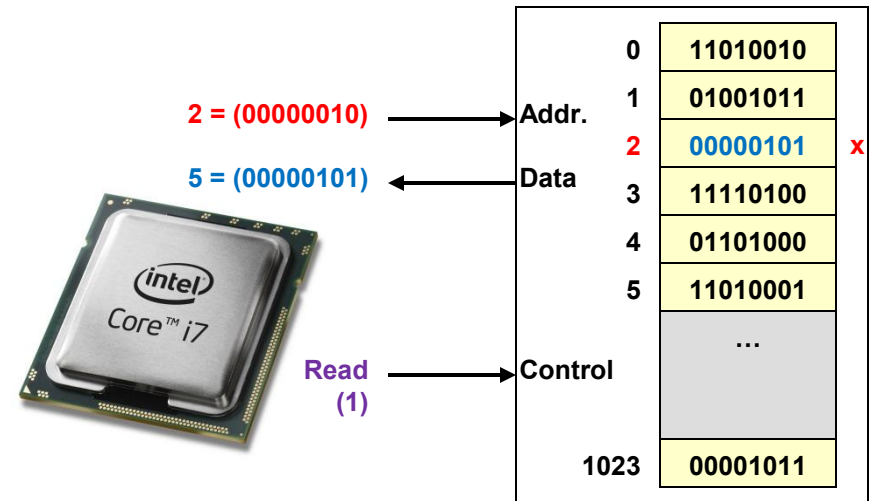 0 11010010
1 01001011
2 = (00000010) Addr.
2 00000101 x
5 = (00000101) Data
3 11110100
4 01101000
5 11010001
intel
Core™ i7
...
Read Control
(1)
1023 00001011